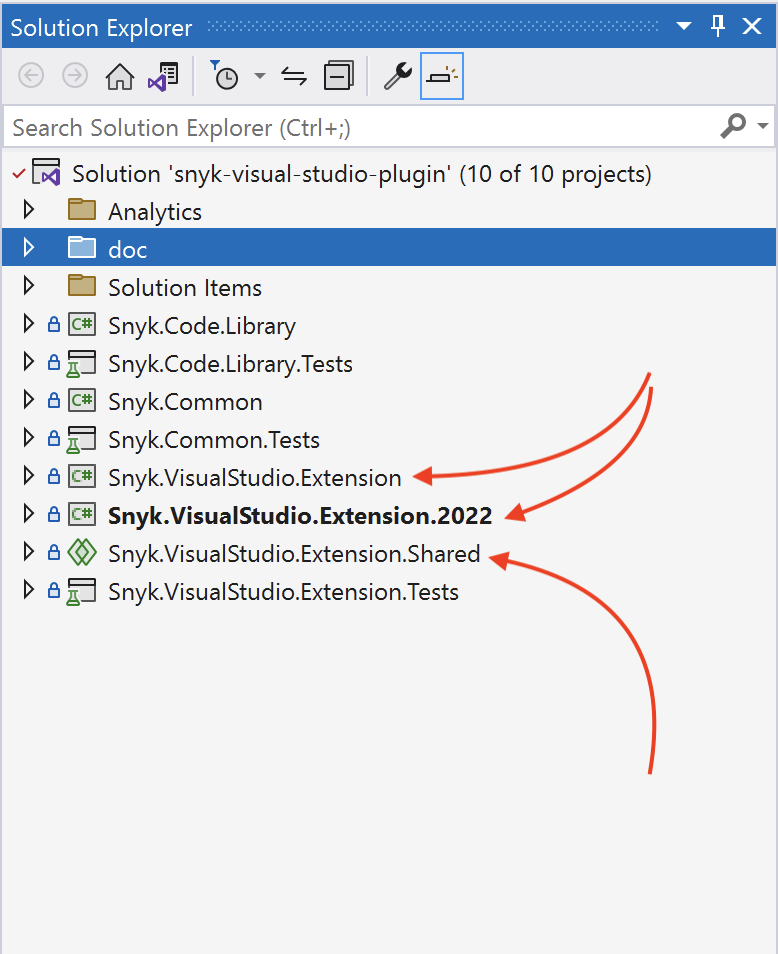 Solution Explorer
Search Solution Explorer (Ctrl+;)
Solution 'snyk-visual-studio-plugin' (10 of 10 projects)
Analytics
doc
Solution Items
C# Snyk.Code.Library
Snyk.Code.Library.Tests
C# Snyk.Common
Snyk.Common.Tests
C# Snyk.VisualStudio.Extension
C# Snyk.VisualStudio.Extension.2022
Snyk.VisualStudio.Extension.Shared
Snyk.VisualStudio.Extension.Tests